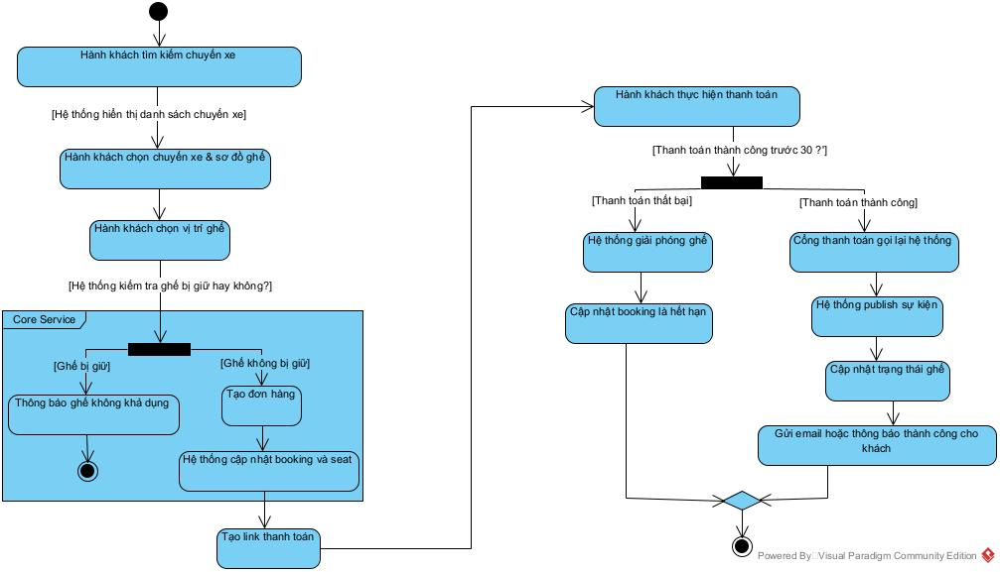 Hành khách tìm kiếm chuyến xe
[Hệ thống hiển thị danh sách chuyến xe]
Hành khách chọn chuyến xe & sơ đồ ghế
Hành khách chọn vị trí ghế
[Hệ thống kiểm tra ghế bị giữ hay không?]
Core Service
[Ghế bị giữ]
[Ghế không bị giữ]
Thông báo ghế không khả dụng
Tạo đơn hàng
Hệ thống cập nhật booking và seat
Tạo link thanh toán
Hành khách thực hiện thanh toán
[Thanh toán thành công trước 30 ?']
[Thanh toán thất bại]
[Thanh toán thành công]
Hệ thống giải phóng ghế
Cổng thanh toán gọi lại hệ thống
Cập nhật booking là hết hạn
Hệ thống publish sự kiện
Cập nhật trạng thái ghế
Gửi email hoặc thông báo thành công cho
khách
Powered By Visual Paradigm Community Edition